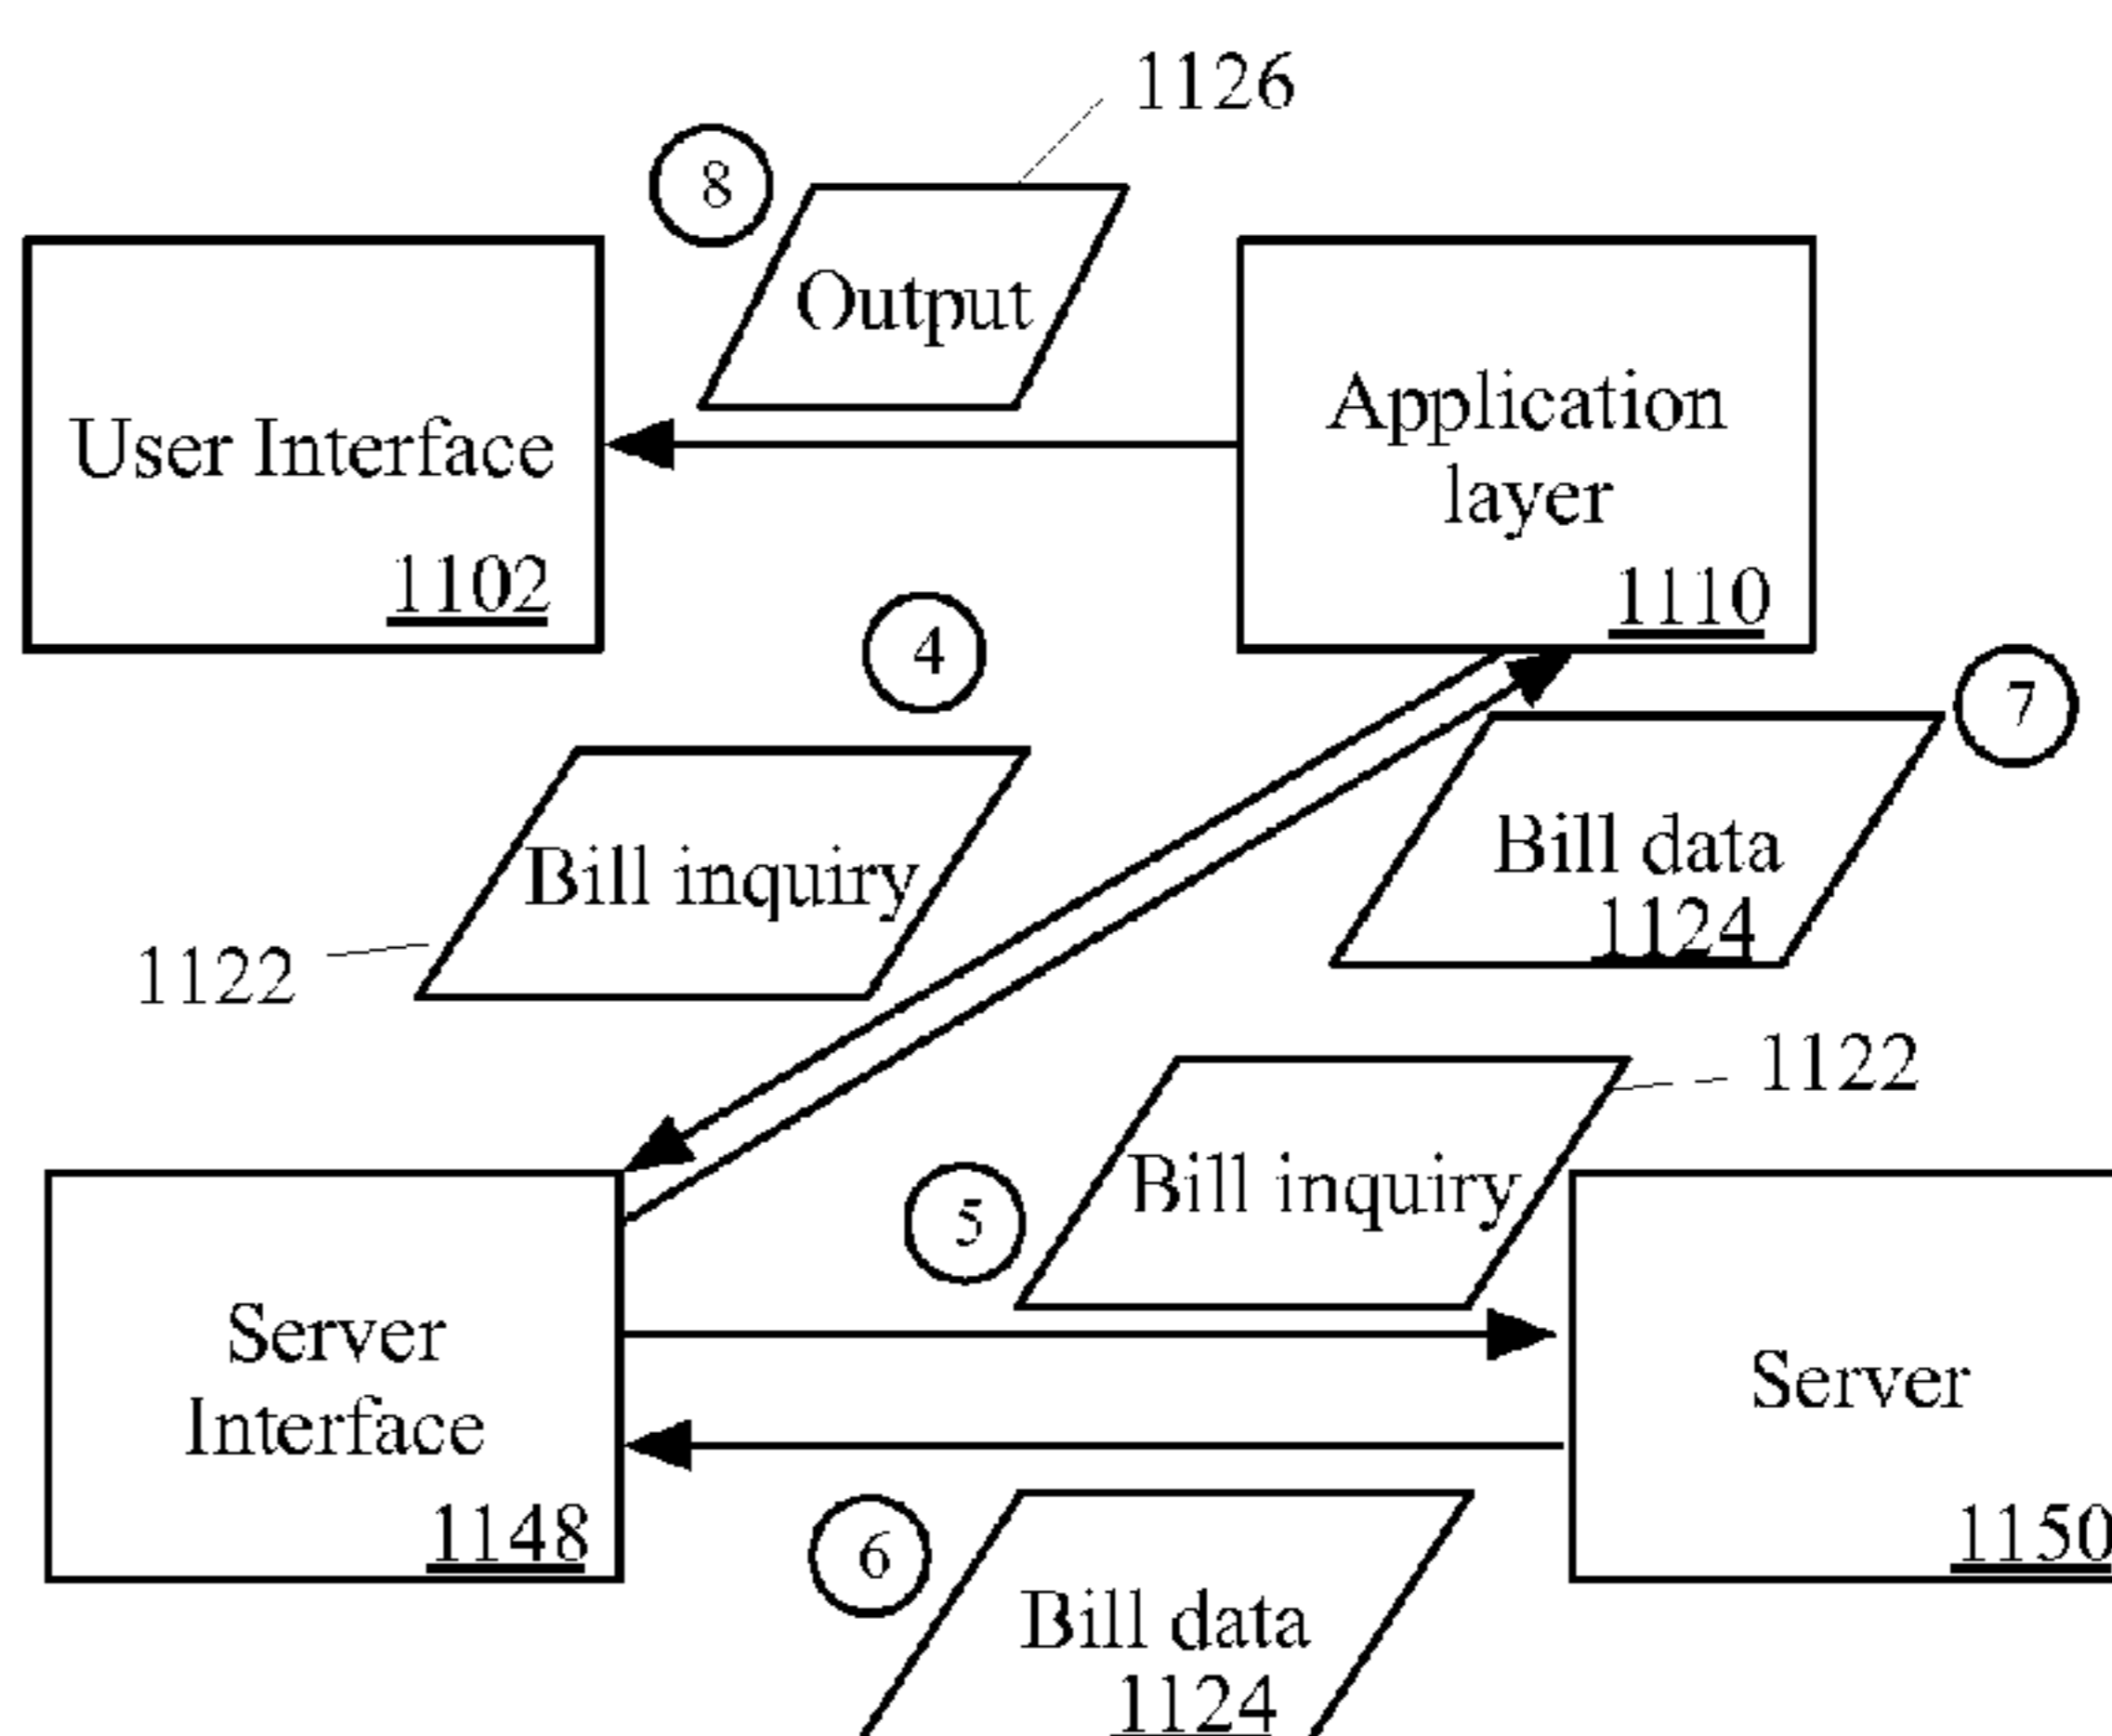 1126
8
Output
User Interface
1102
Application
layer
1110
4
7
Bill inquiry
1122
Bill data
1124
1122
Bill inquiry
5
Server
Interface
1148
Server
1150
6
Bill data
1124